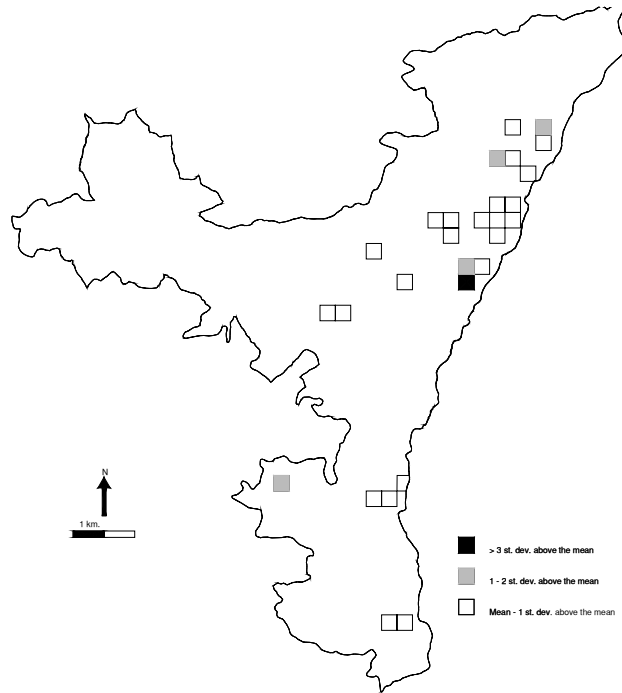 N
1 km.
> 3 st. dev. above the mean
1 - 2 st. dev. above the mean
Mean - 1 st. dev. above the mean